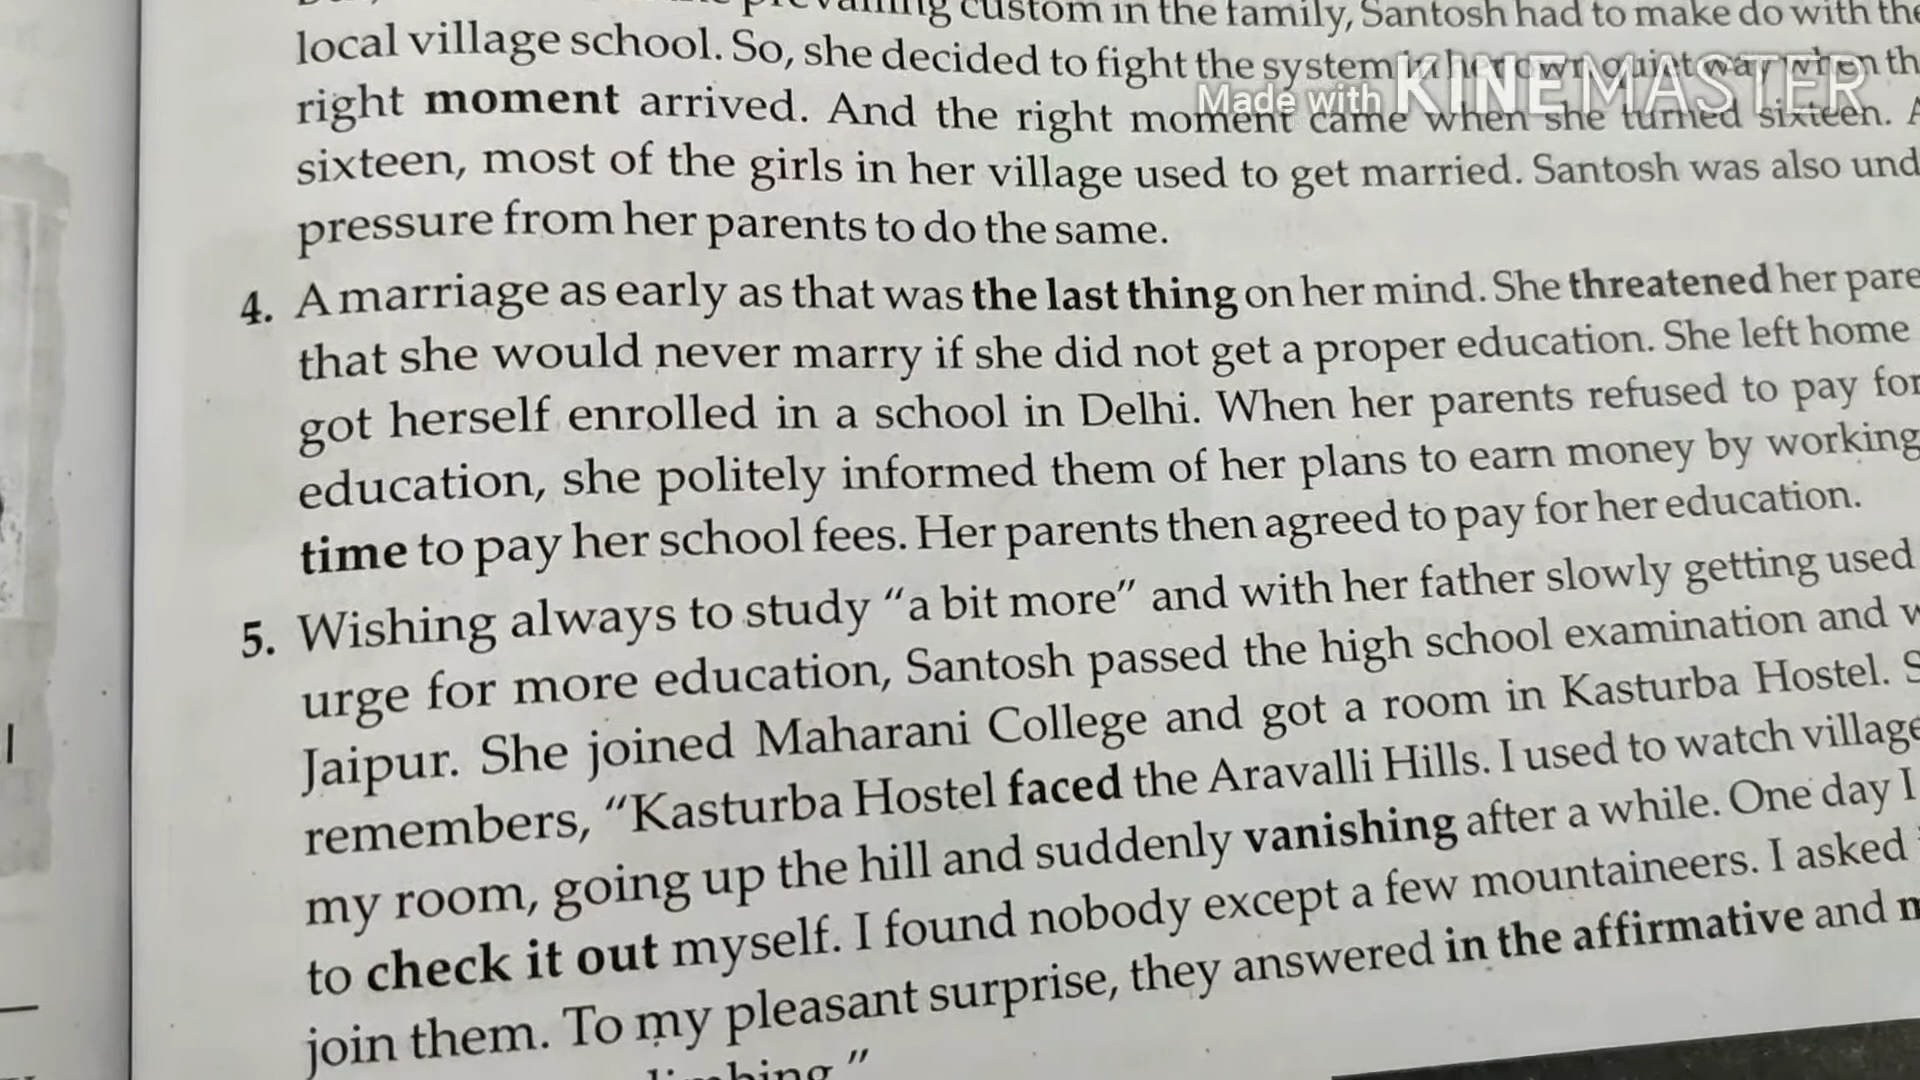 custom in the family, Santosh had to make do with the
local village school. So, she decided to fight the system in her own quiet way when th
Made with KINEMASTER
right moment arrived. And the right moment came when she turned sixteen. A
sixteen, most of the girls in her village used to get married. Santosh was also und
pressure from her parents to do the same.
4. A marriage as early as that was the last thing on her mind. She threatened her pare
that she would never marry if she did not get a proper education. She left home
got herself enrolled in a school in Delhi. When her parents refused to pay for
education, she politely informed them of her plans to earn money by working
time to pay her school fees. Her parents then agreed to pay for her education.
5. Wishing always to study “a bit more” and with her father slowly getting used
urge for more education, Santosh passed the high school examination and w
Jaipur. She joined Maharani College and got a room in Kasturba Hostel. S
remembers, “Kasturba Hostel faced the Aravalli Hills. I used to watch village
my room, going up the hill and suddenly vanishing after a while. One day I
to check it out myself. I found nobody except a few mountaineers. I asked
join them. To my pleasant surprise, they answered in the affirmative and m